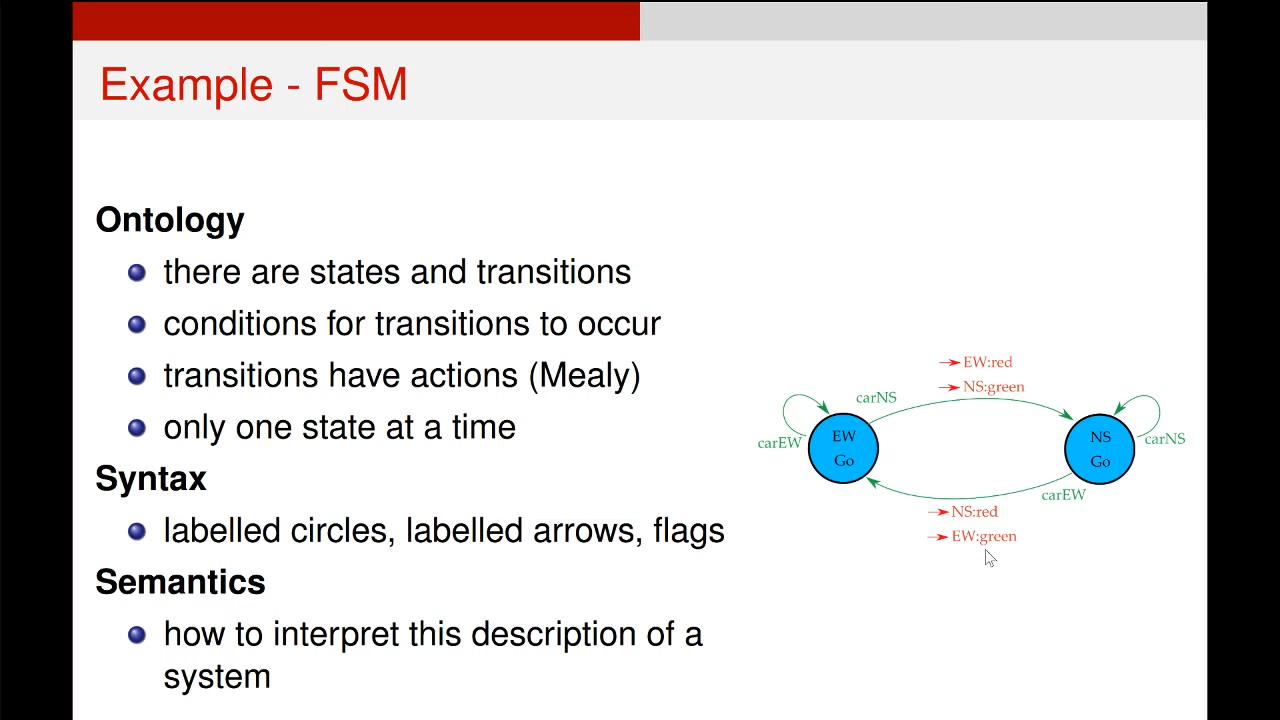 Example - FSM
Ontology
there are states and transitions
conditions for transitions to occur
transitions have actions (Mealy)
only one state at a time
Syntax
labelled circles, labelled arrows, flags
Semantics
how to interpret this description of a
system
EW:red
NS:green
carNS
carEW
EW
Go
NS
Go
carNS
carEW
NS:red
EW:green